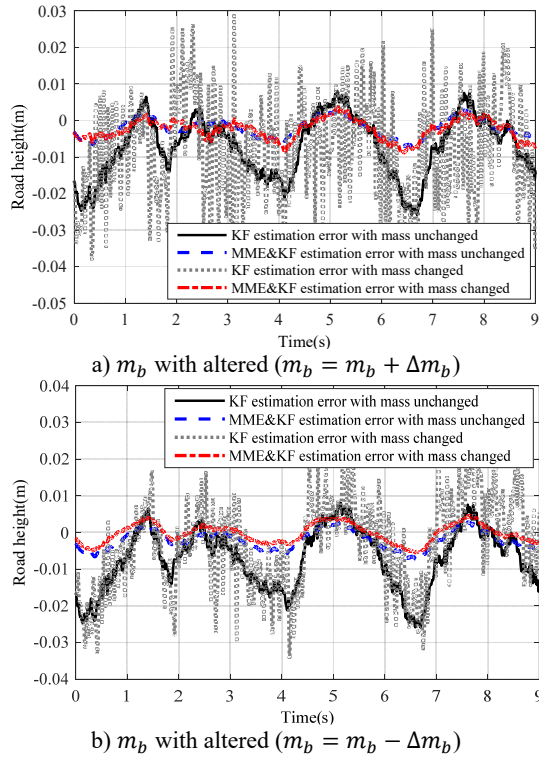 0.03
0.02
0.01
0
-0.01
-0.02
-0.03
-0.04
-0.05
Road height(m)
KF estimation error with mass unchanged
MME&KF estimation error with mass unchanged
KF estimation error with mass changed
MME&KF estimation error with mass changed
0 1 2 3 4 5 6 7 8 9
Time(s)
a) m_b with altered (m_b = m_b + Δm_b)
0.04
0.03
0.02
0.01
0
-0.01
-0.02
-0.03
-0.04
Road height(m)
KF estimation error with mass unchanged
MME&KF estimation error with mass unchanged
KF estimation error with mass changed
MME&KF estimation error with mass changed
0 1 2 3 4 5 6 7 8 9
Time(s)
b) m_b with altered (m_b = m_b − Δm_b)